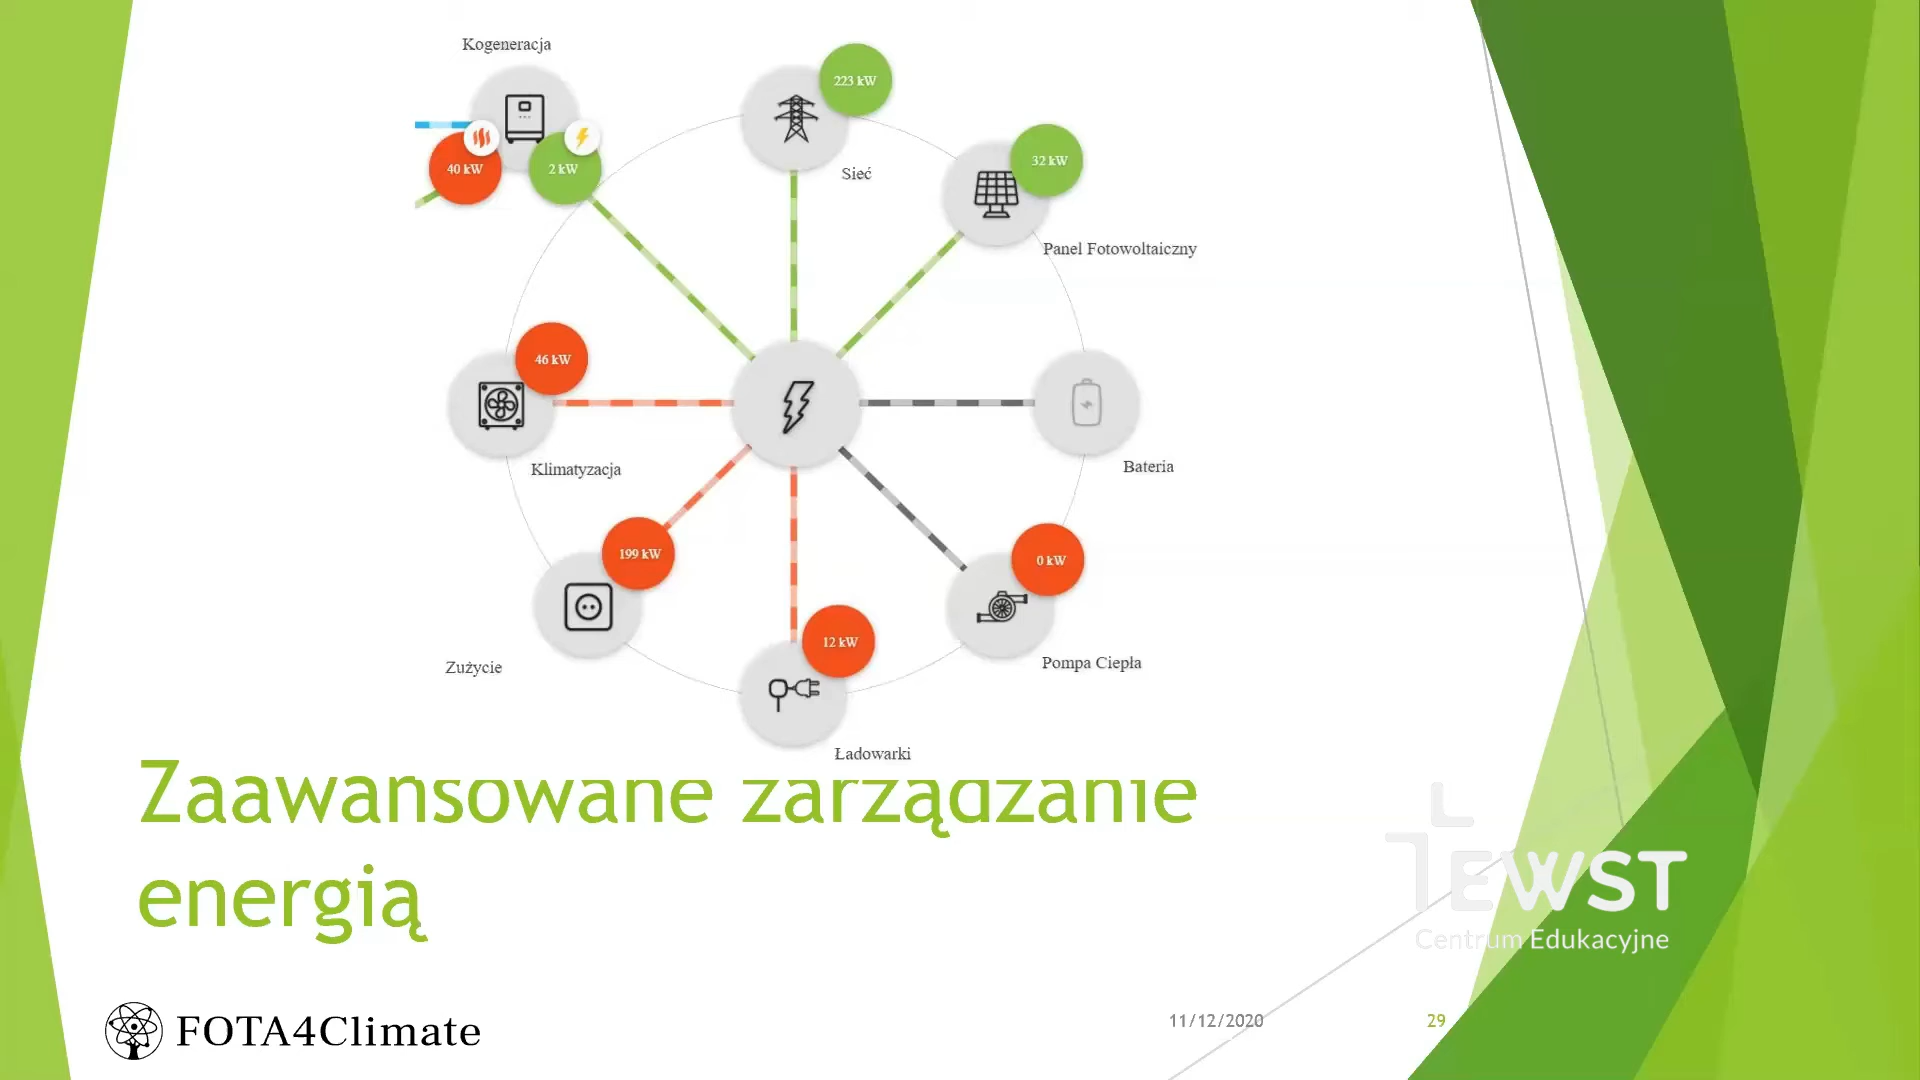 Kogeneracja
223 kW
40 kW
2 kW
Sieć
32 kW
Panel Fotowoltaiczny
46 kW
Klimatyzacja
Bateria
199 kW
0 kW
Zużycie
12 kW
Pompa Ciepła
Ładowarki
Zaawansowane zarządzanie
energią
EWST
Centrum Edukacyjne
FOTA4Climate
11/12/2020
29